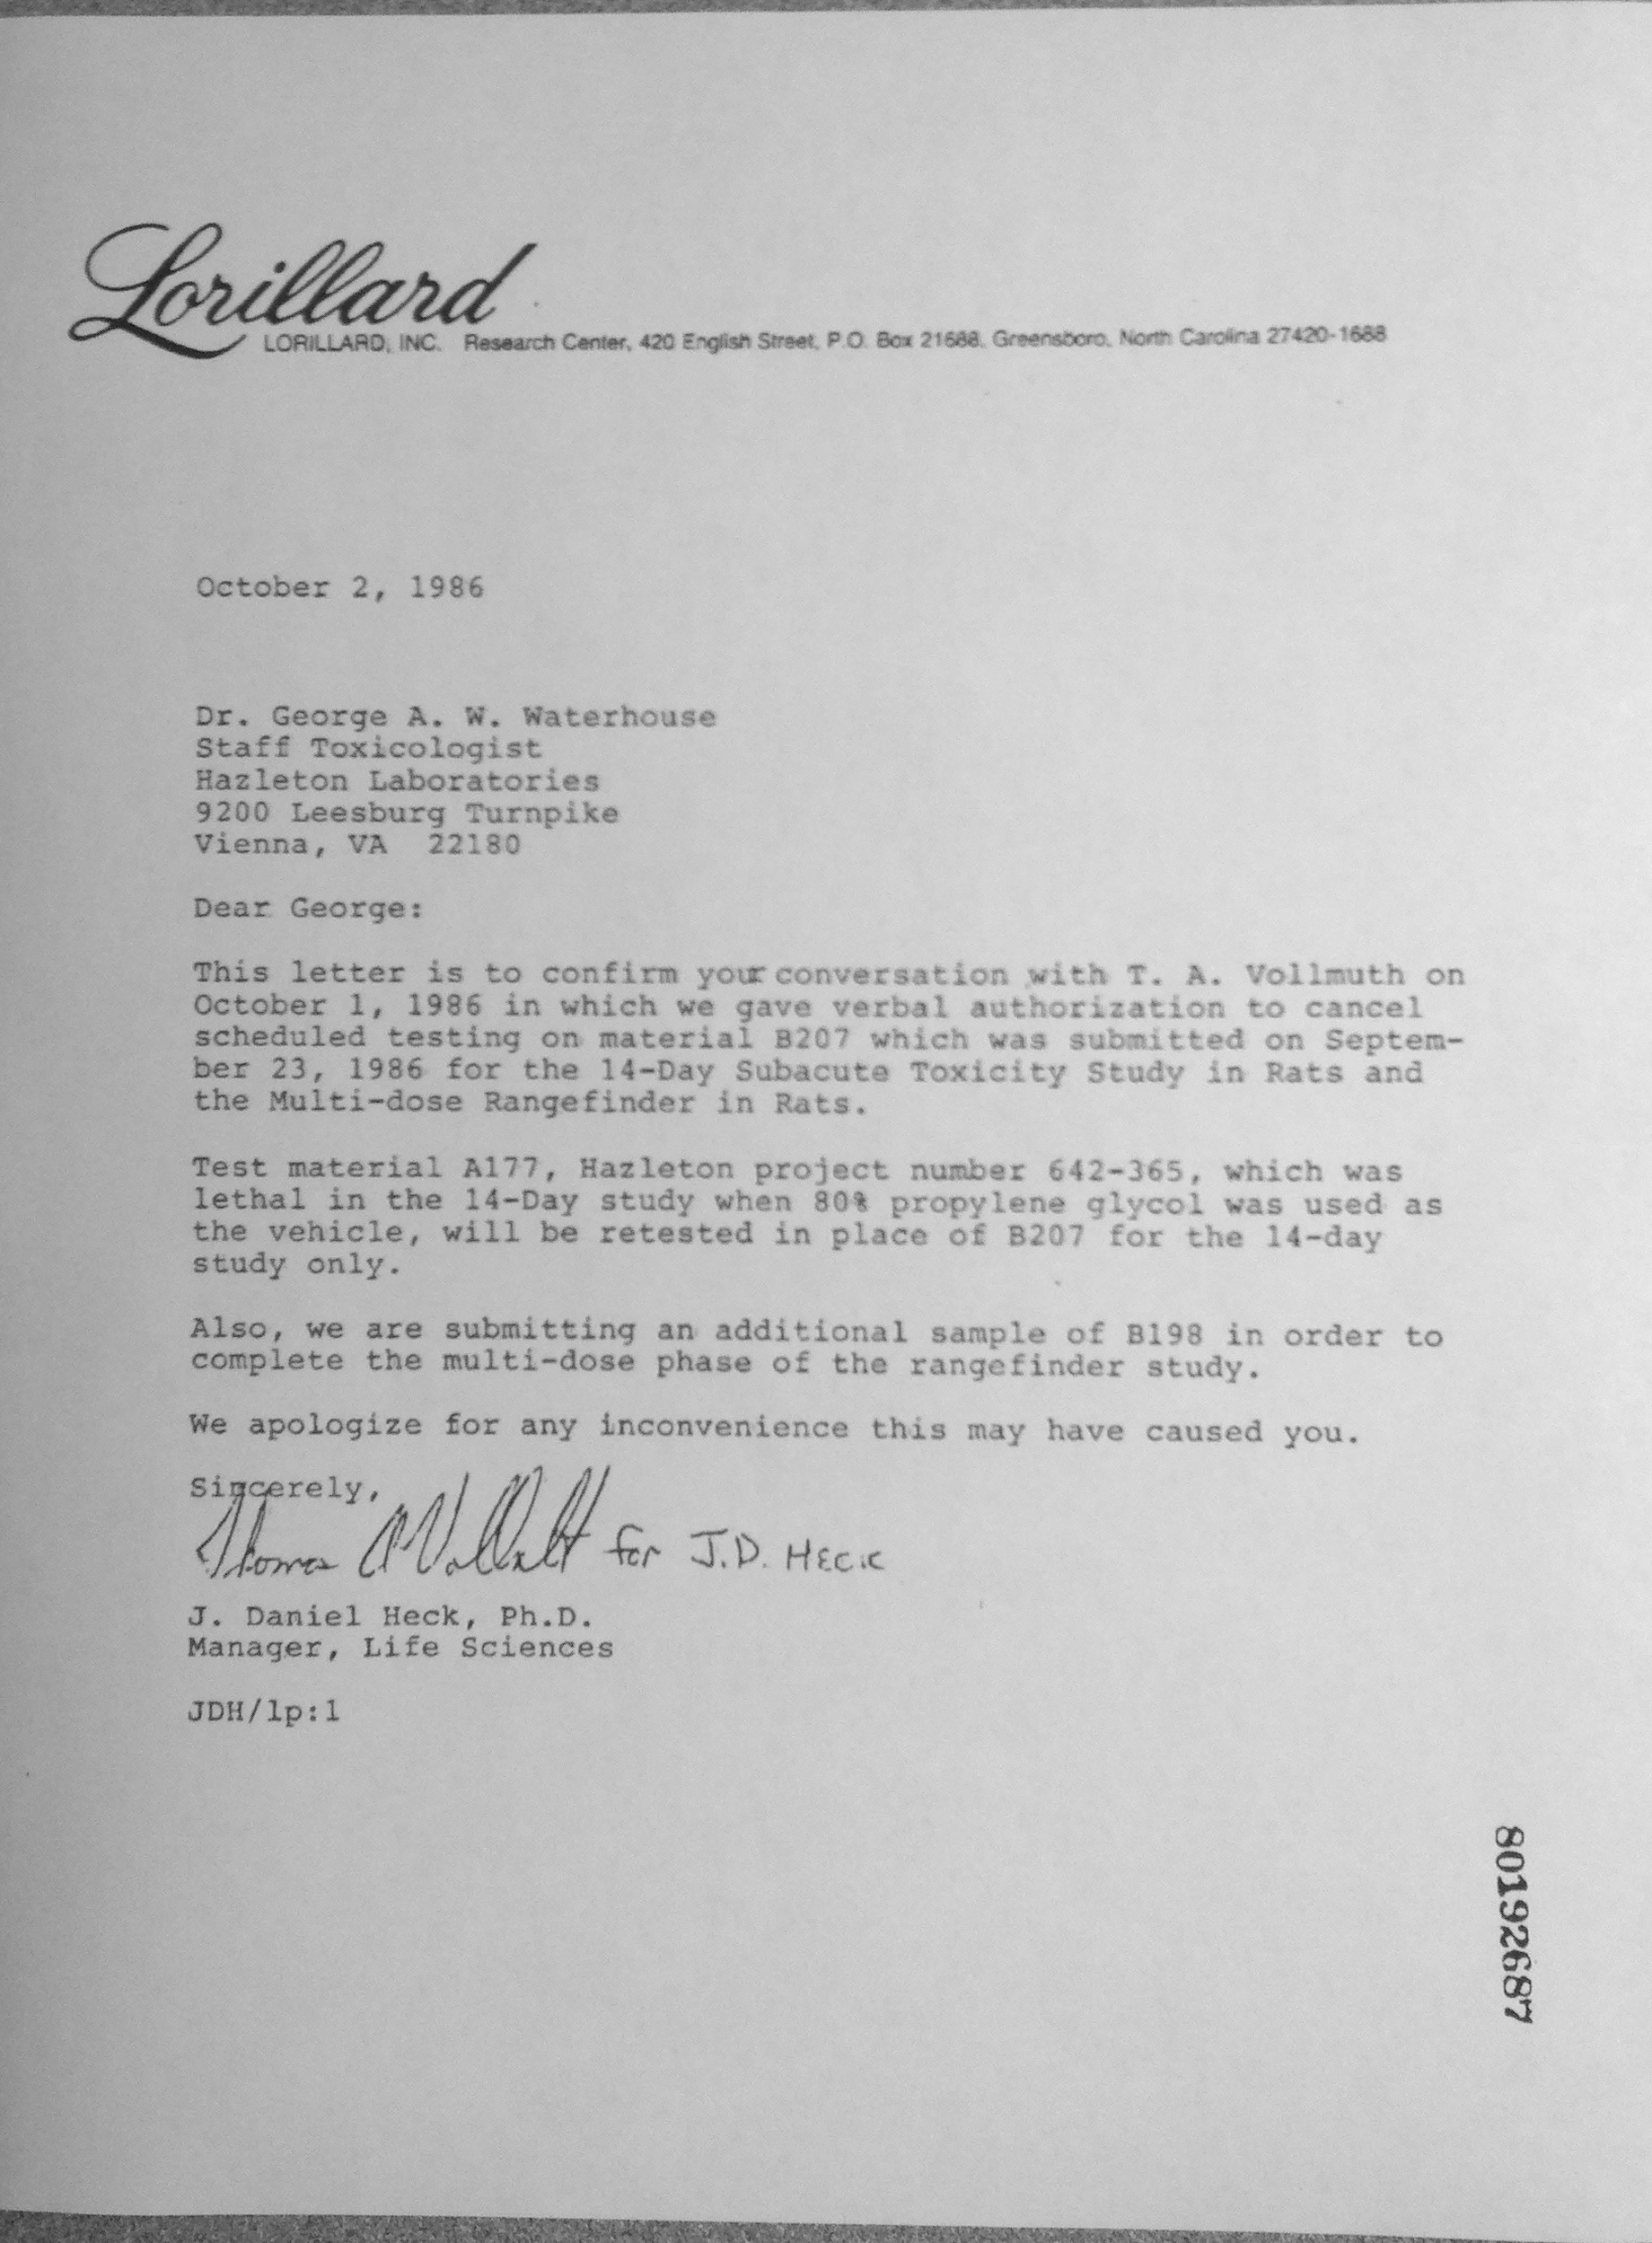 Lorillard
LORILLARD, INC. Research Center, 420 English Street, P.O. Box 21688, Greensboro, North Carolina 27420-1688
October 2, 1986
Dr. George A. W. Waterhouse
Staff Toxicologist
Hazleton Laboratories
9200 Leesburg Turnpike
Vienna, VA 22180
Dear George:
This letter is to confirm your conversation with T. A. Vollmuth on
October 1, 1986 in which we gave verbal authorization to cancel
scheduled testing on material B207 which was submitted on Septem-
ber 23, 1986 for the 14-Day Subacute Toxicity Study in Rats and
the Multi-dose Rangefinder in Rats.
Test material A177, Hazleton project number 642-365, which was
lethal in the 14-Day study when 80% propylene glycol was used as
the vehicle, will be retested in place of B207 for the 14-day
study only.
Also, we are submitting an additional sample of B198 in order to
complete the multi-dose phase of the rangefinder study.
We apologize for any inconvenience this may have caused you.
Sincerely,
Thomas A for J.D. HECK
J. Daniel Heck, Ph.D.
Manager, Life Sciences
JDH/lp:1
80192687